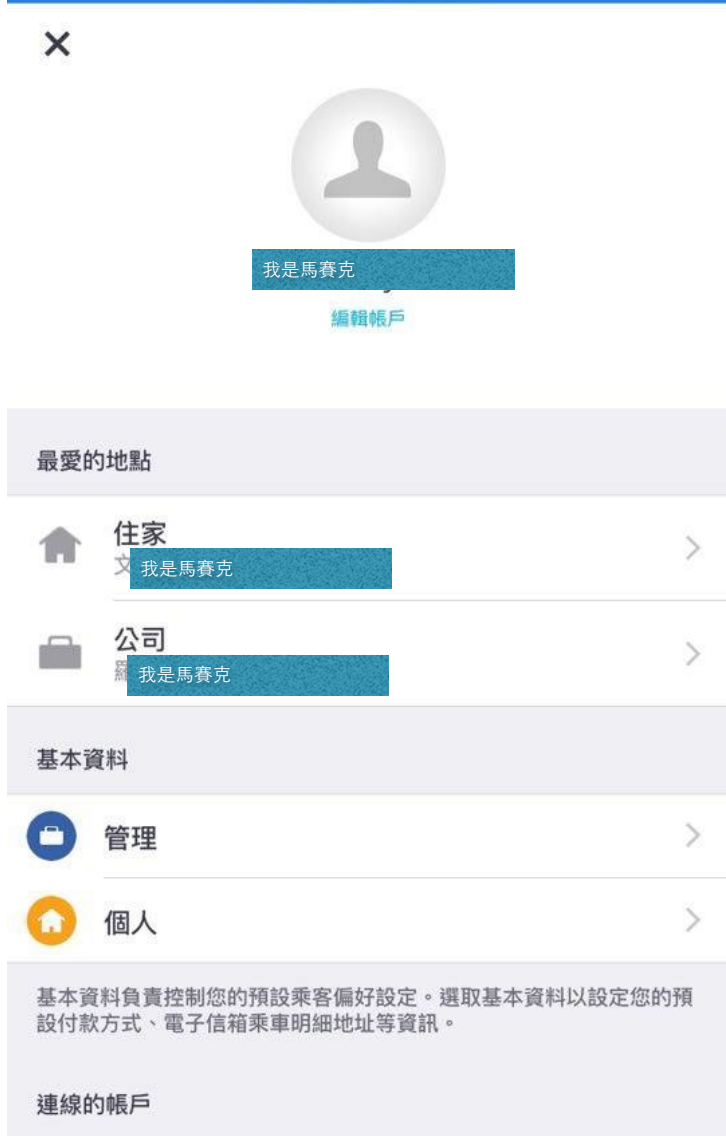 我是馬賽克
編輯帳戶
最愛的地點
住家
文
我是馬賽克
公司
我是馬賽克
基本資料
管理
個人
基本資料負責控制您的預設乘客偏好設定。選取基本資料以設定您的預
設付款方式、電子信箱乘車明細地址等資訊。
連線的帳戶